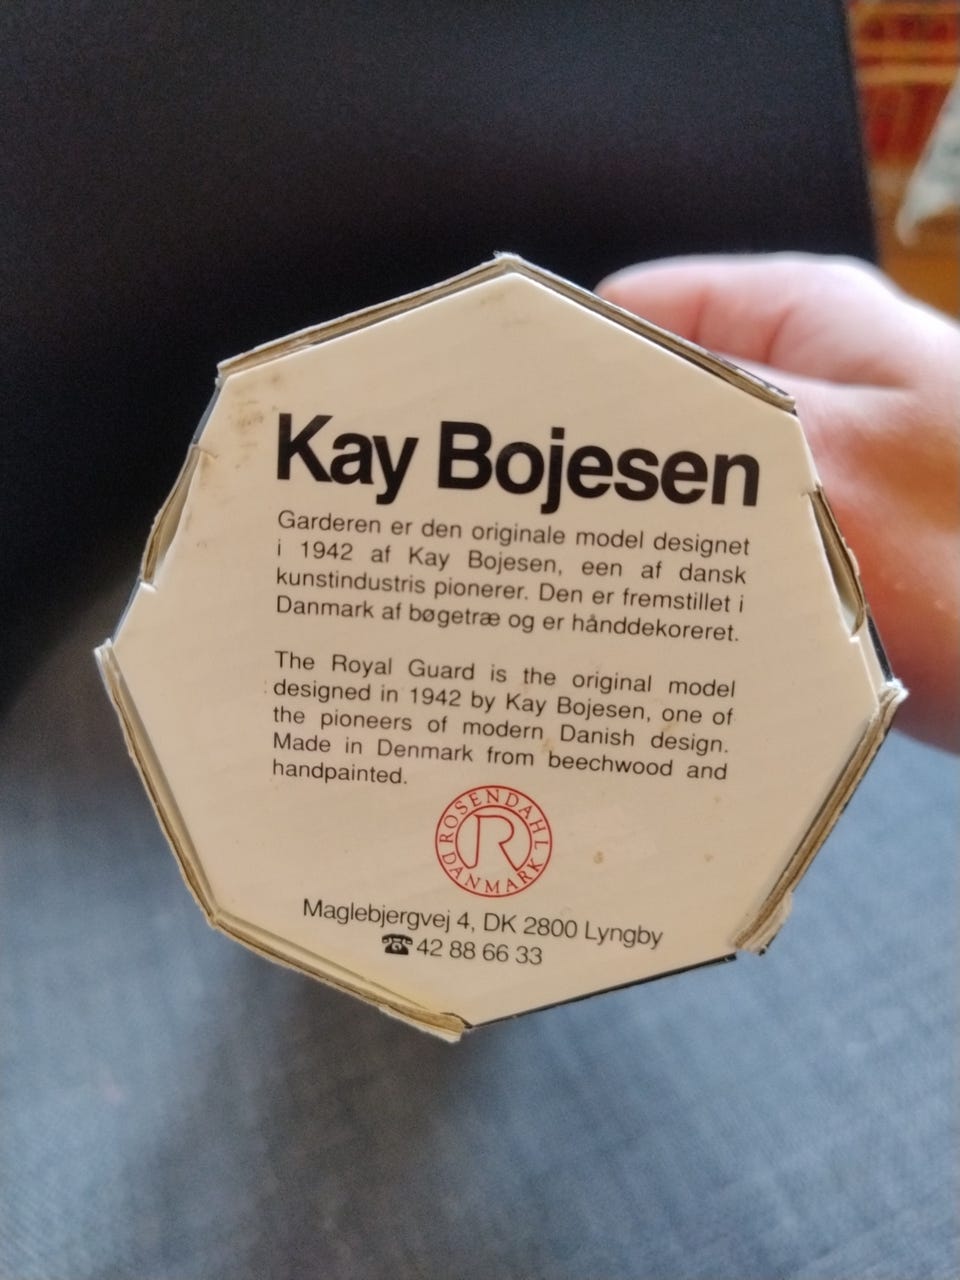 Kay Bojesen
Garderen er den originale model designet
i 1942 af Kay Bojesen, een af dansk
kunstindustris pionerer. Den er fremstillet i
Danmark af bøgetræ og er hånddekoreret.
The Royal Guard is the original model
designed in 1942 by Kay Bojesen, one of
the pioneers of modern Danish design.
Made in Denmark from beechwood and
handpainted.
ROSENDAHL
R
DANMARK
Maglebjergvej 4, DK 2800 Lyngby
☎ 42 88 66 33